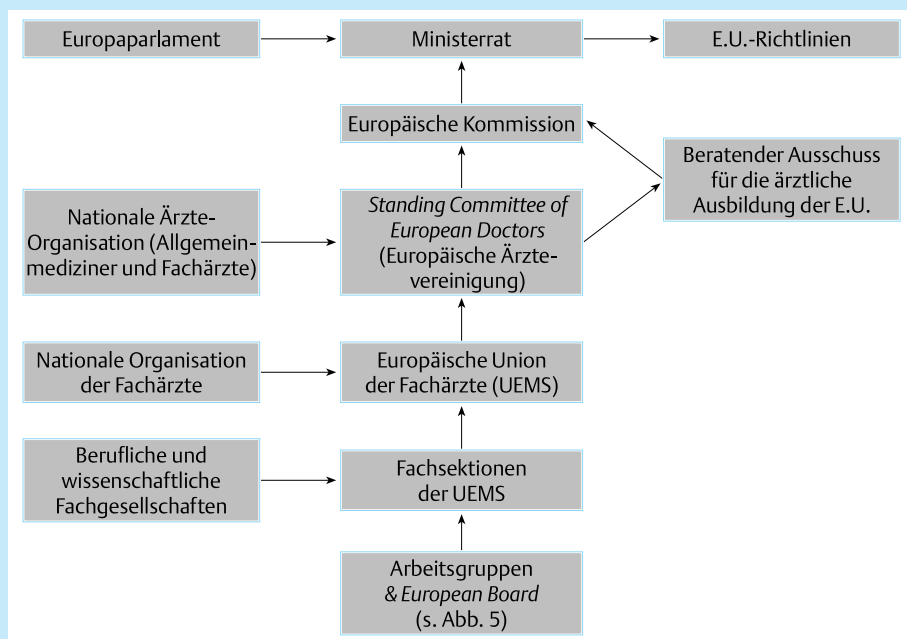 Europaparlament
Ministerrat
E.U.-Richtlinien
Europäische Kommission
Beratender Ausschuss
für die ärztliche
Ausbildung der E.U.
Nationale Ärzte-
Organisation (Allgemein-
mediziner und Fachärzte)
Standing Committee of
European Doctors
(Europäische Ärzte-
vereinigung)
Nationale Organisation
der Fachärzte
Europäische Union
der Fachärzte (UEMS)
Berufliche und
wissenschaftliche
Fachgesellschaften
Fachsektionen
der UEMS
Arbeitsgruppen
& European Board
(s. Abb. 5)